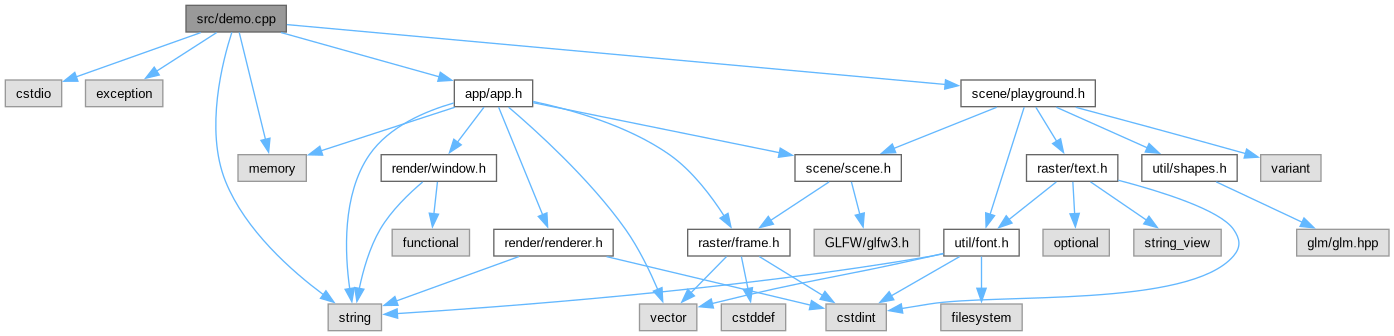 src/demo.cpp
cstdio
exception
app/app.h
scene/playground.h
memory
render/window.h
scene/scene.h
raster/text.h
util/shapes.h
variant
functional
render/renderer.h
raster/frame.h
GLFW/glfw3.h
util/font.h
optional
string_view
glm/glm.hpp
string
vector
cstddef
cstdint
filesystem